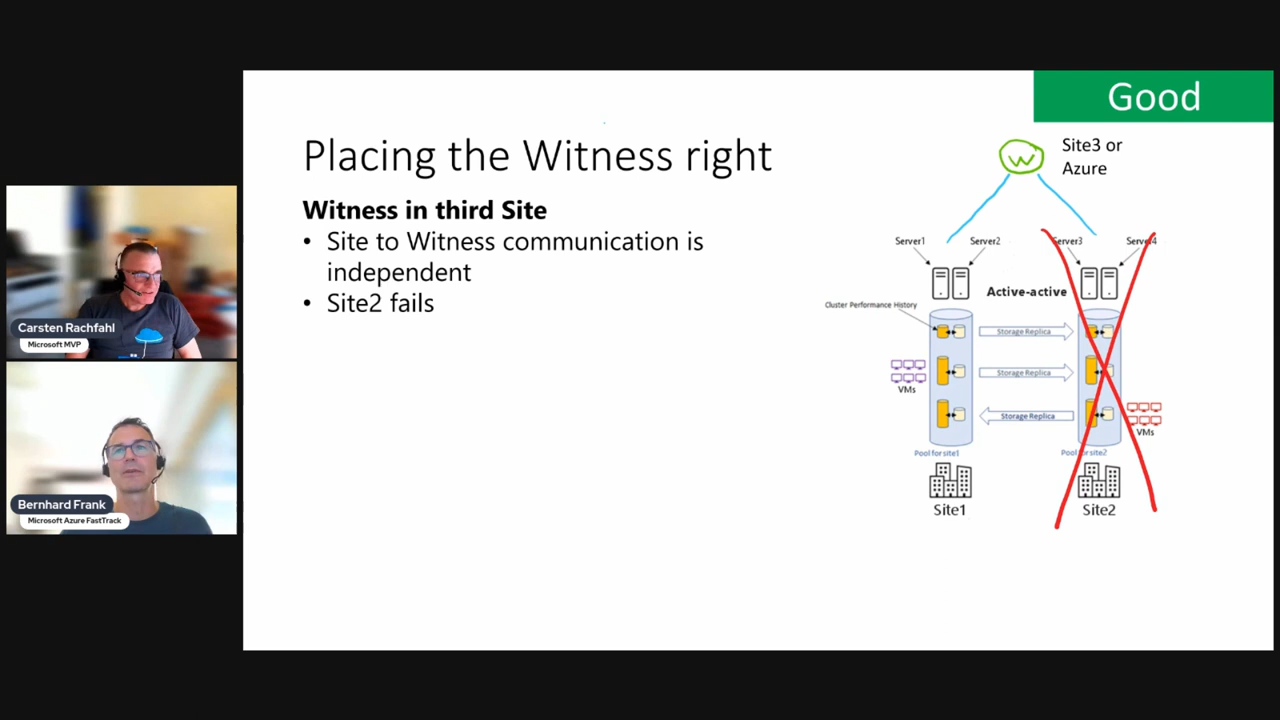 Good
Placing the Witness right
Witness in third Site
• Site to Witness communication is
independent
• Site2 fails
W
Site3 or
Azure
Server1
Server2
Server3
Server4
Active-active
Cluster Performance History
Storage Replica
Storage Replica
Storage Replica
VMs
VMs
Pool for site1
Pool for site2
Site1
Site2
Carsten Rachfahl
Microsoft MVP
Bernhard Frank
Microsoft Azure FastTrack